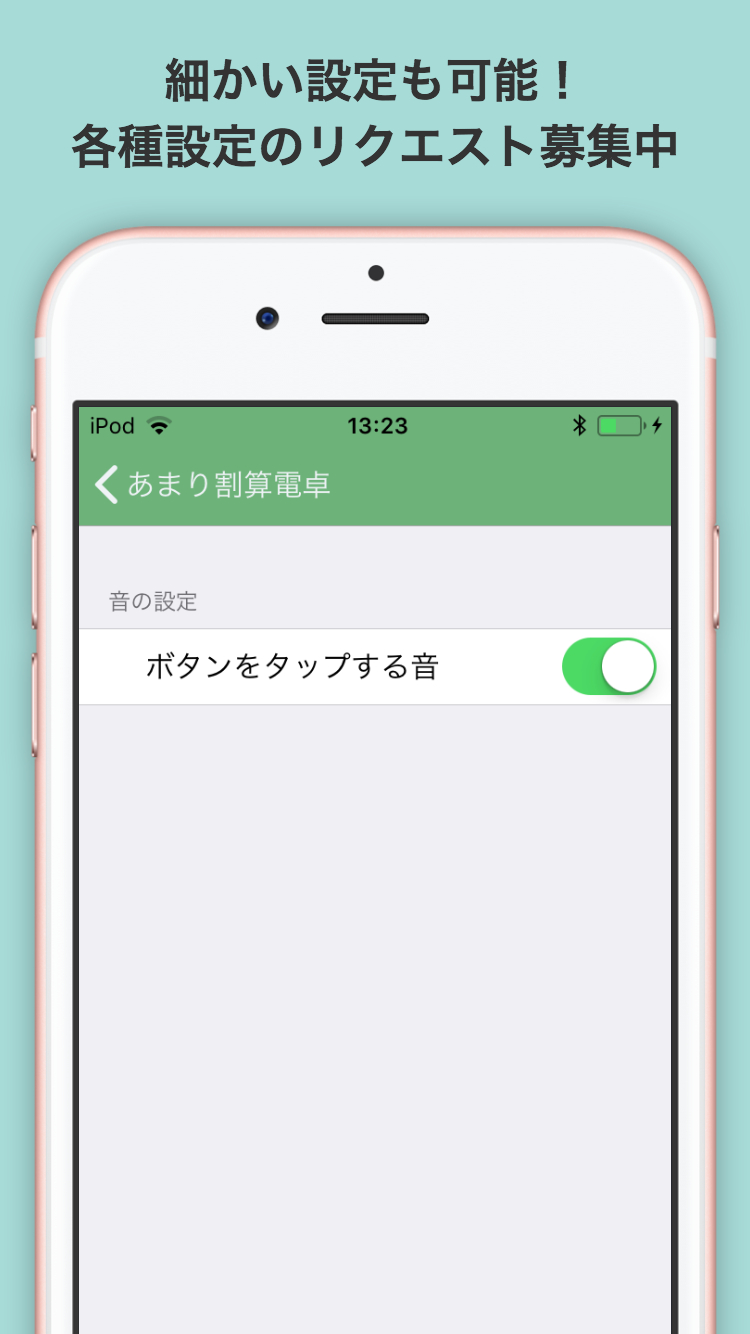 細かい設定も可能！
各種設定のリクエスト募集中
iPod 13:23
あまり割算電卓
音の設定
ボタンをタップする音